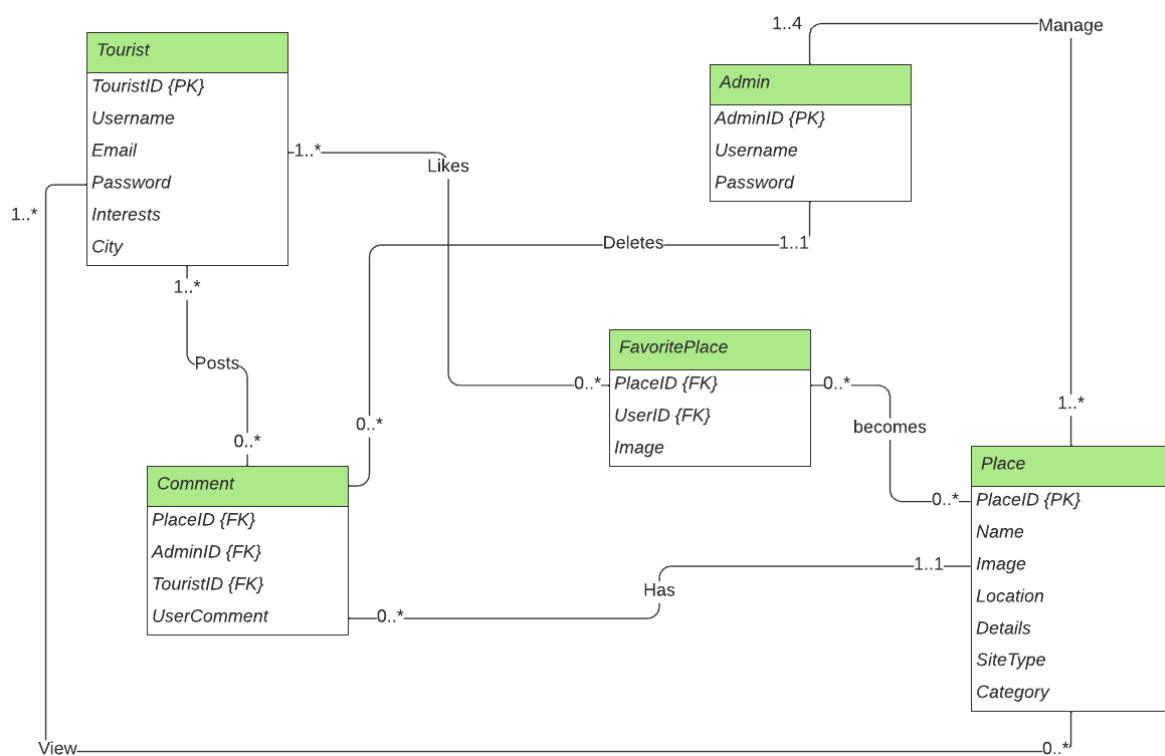 1..4
Manage
Tourist
TouristID {PK}
Username
Email
Password
Interests
City
Admin
AdminID {PK}
Username
Password
1..*
Likes
1..*
Deletes
1..1
1..*
Posts
FavoritePlace
PlaceID {FK}
UserID {FK}
Image
0..*
0..*
becomes
1..*
0..*
0..*
Comment
PlaceID {FK}
AdminID {FK}
TouristID {FK}
UserComment
Place
PlaceID {PK}
Name
Image
Location
Details
SiteType
Category
0..*
1..1
Has
0..*
View
0..*